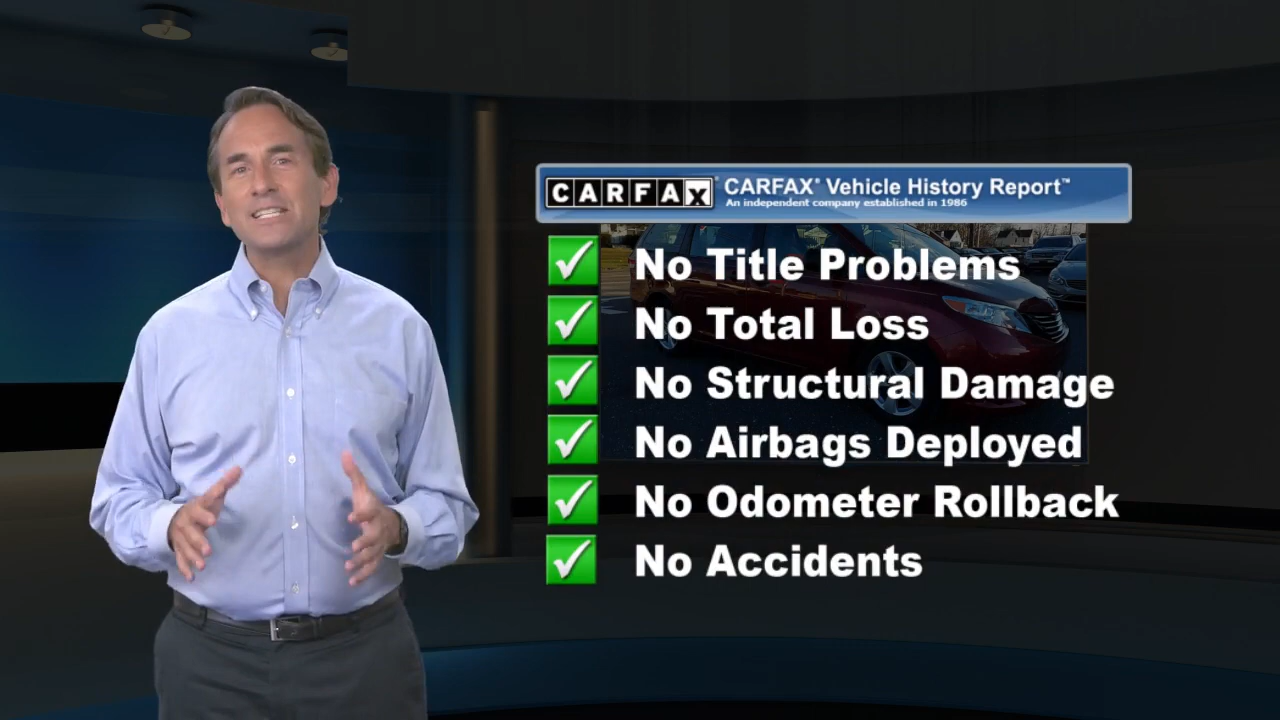 CARFAX® CARFAX® Vehicle History Report™
An independent company established in 1986
No Title Problems
No Total Loss
No Structural Damage
No Airbags Deployed
No Odometer Rollback
No Accidents